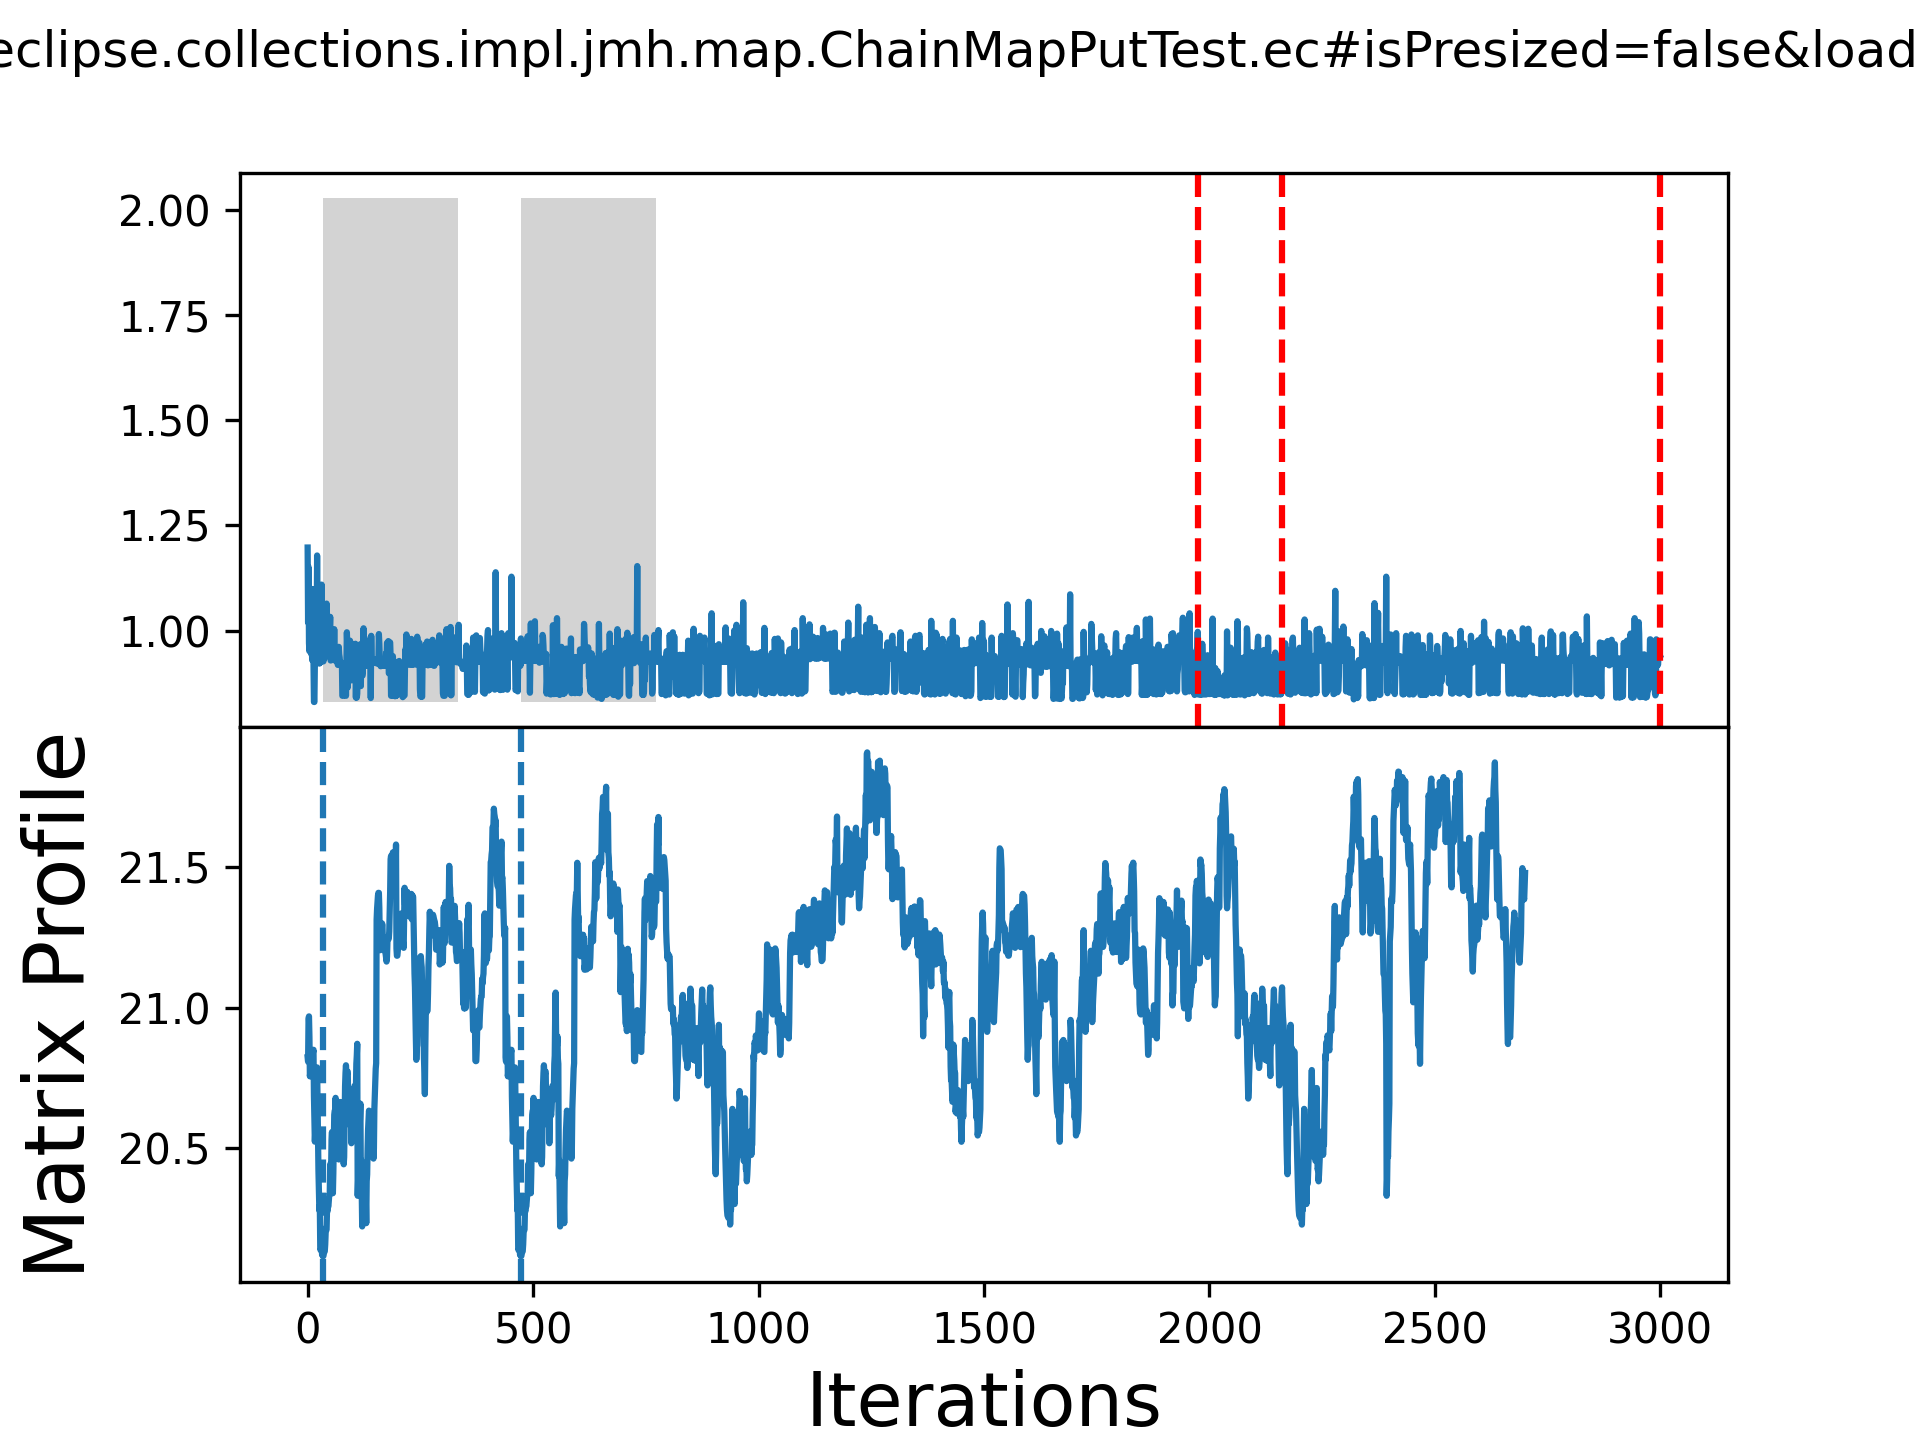 eclipse.collections.impl.jmh.map.ChainMapPutTest.ec#isPresized=false&load
2.00
1.75
1.50
1.25
1.00
Matrix Profile
21.5
21.0
20.5
0 500 1000 1500 2000 2500 3000
Iterations